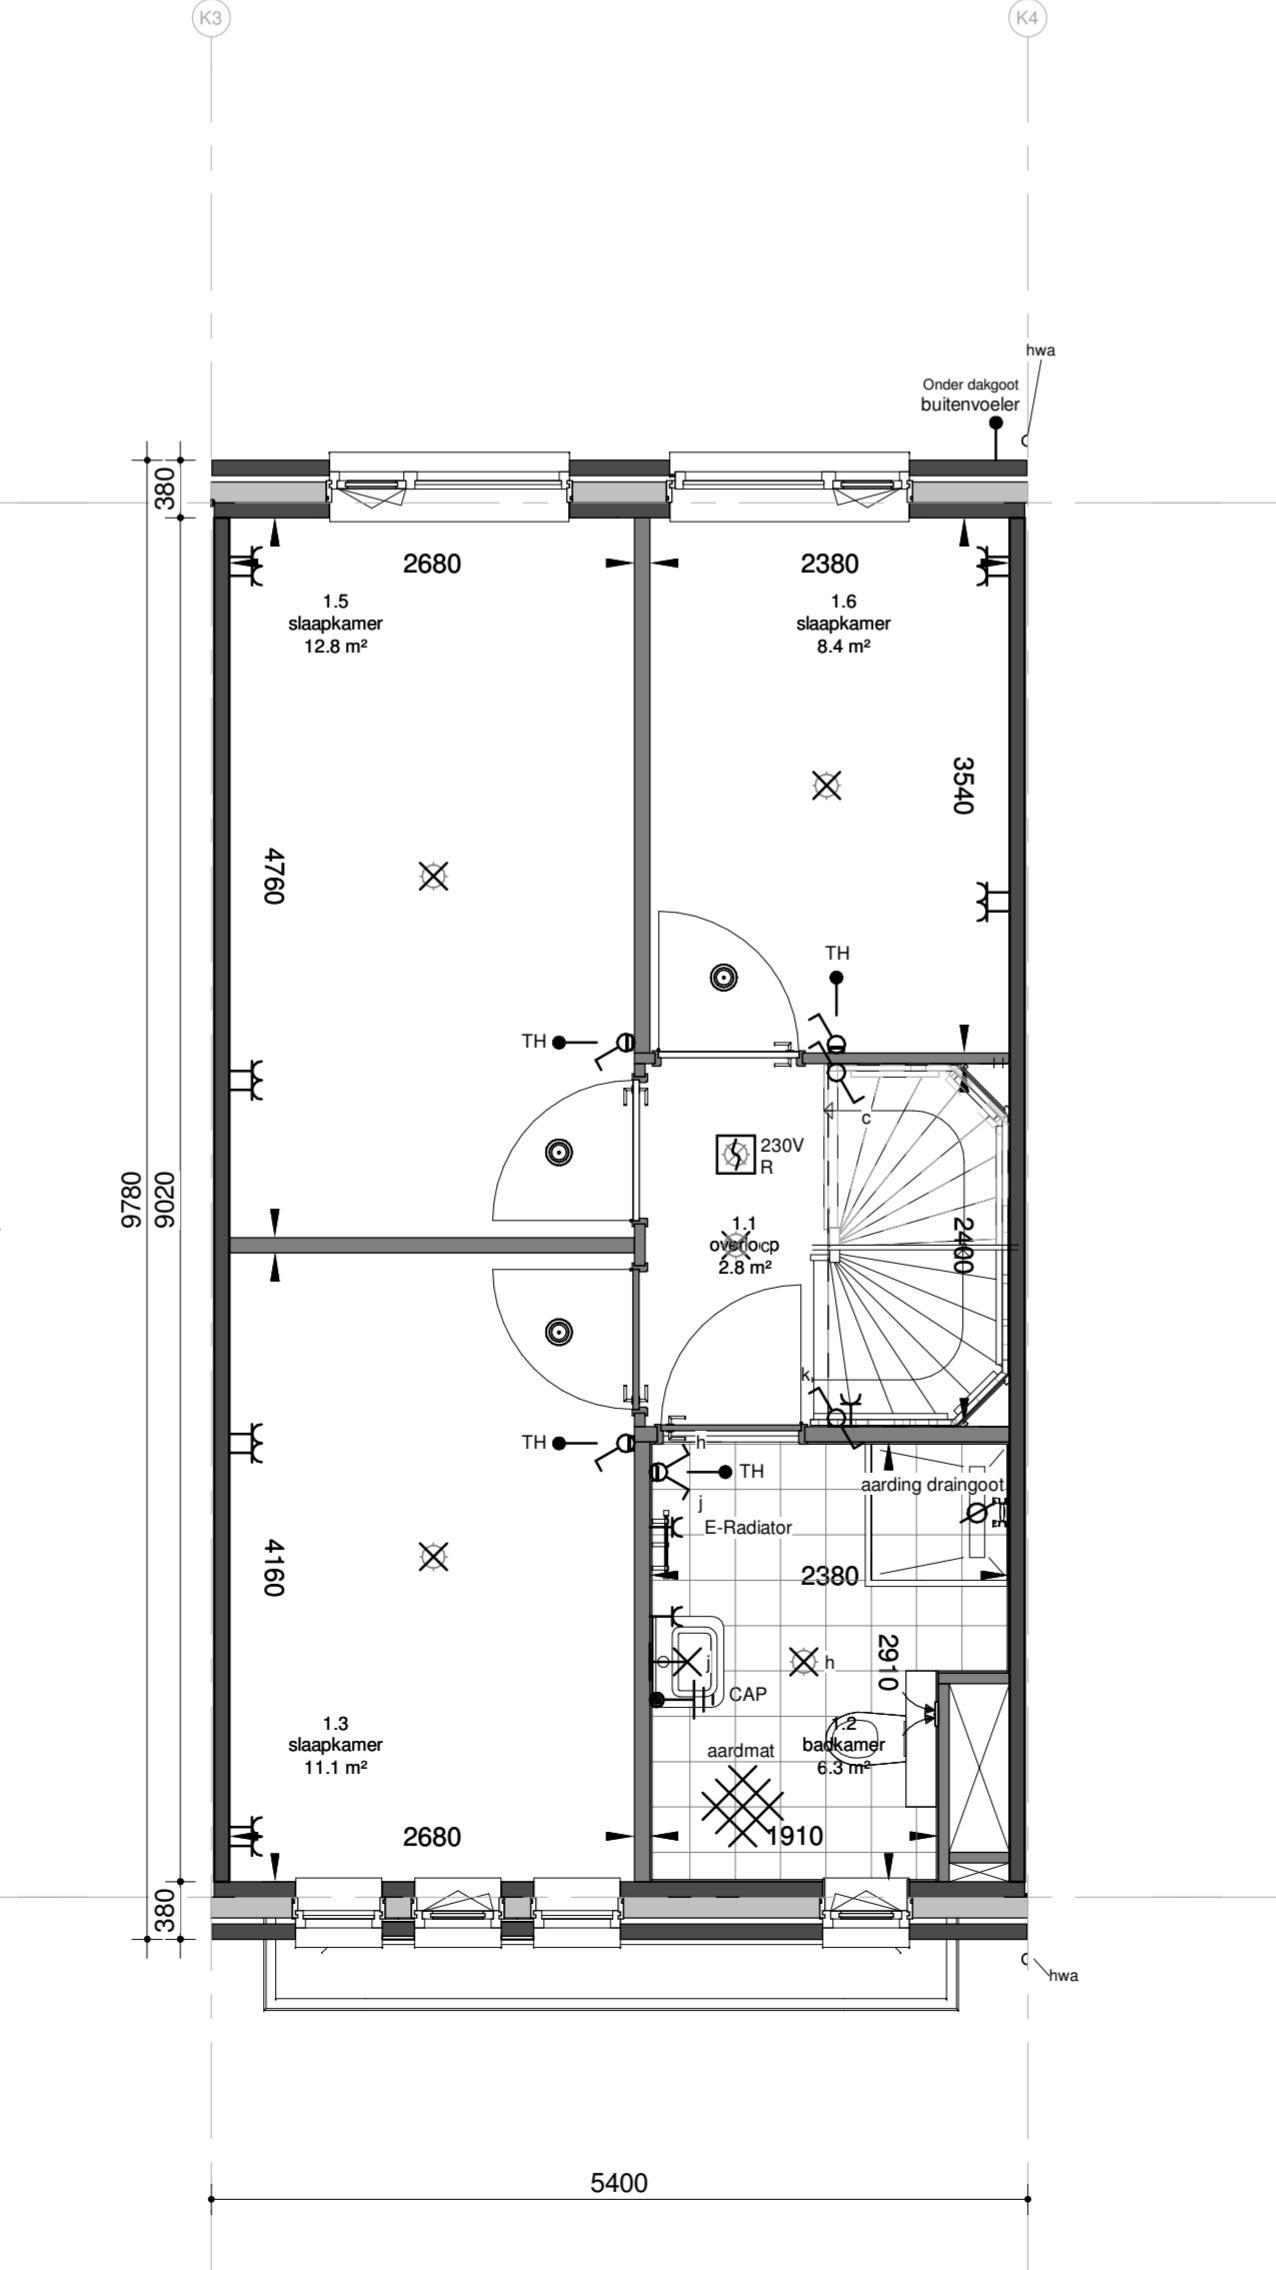 K3
K4
hwa
Onder dakgoot
buitenvoeler
380
2680
2380
1.5
slaapkamer
12.8 m²
1.6
slaapkamer
8.4 m²
3540
4760
TH
TH
c
230V
R
9780
9020
1.1
overloop
2.8 m²
2400
k
TH
h
TH
j
aarding draingoot
E-Radiator
2380
4160
2910
j
h
CAP
1.3
slaapkamer
11.1 m²
aardmat
1.2
badkamer
6.3 m²
2680
1910
380
hwa
5400